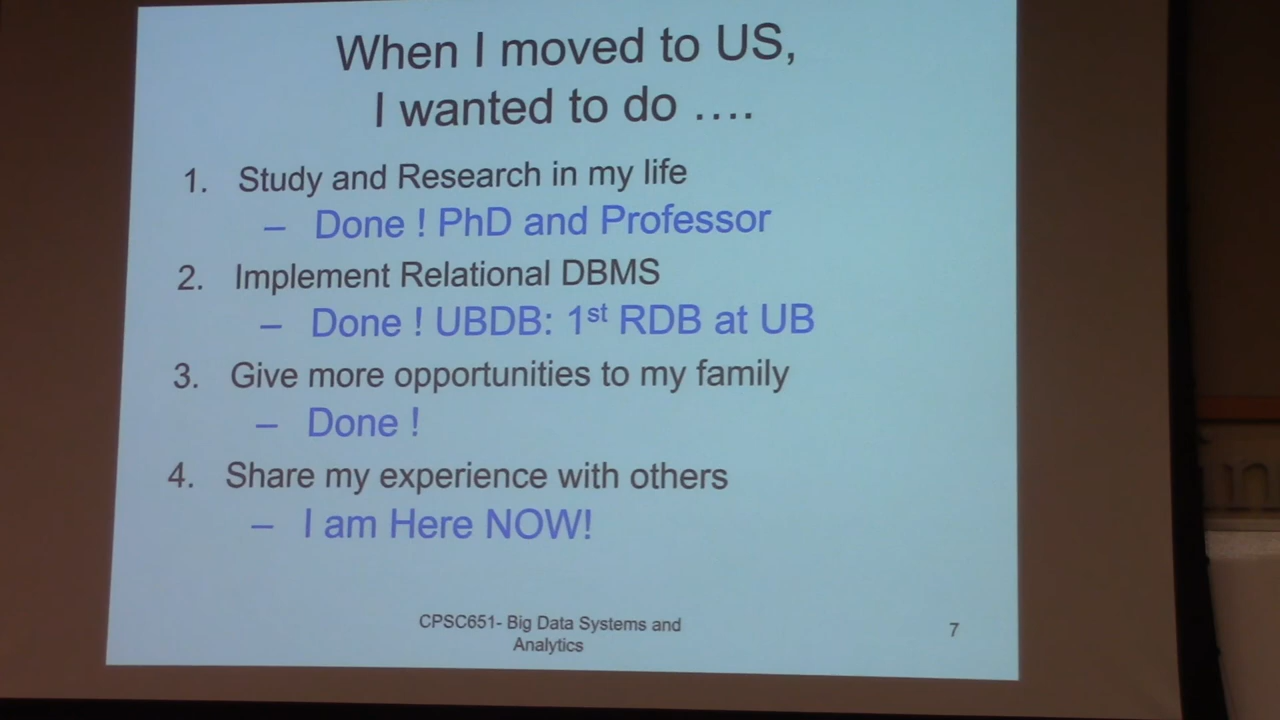 When I moved to US,
I wanted to do ….
1. Study and Research in my life
– Done ! PhD and Professor
2. Implement Relational DBMS
– Done ! UBDB: 1st RDB at UB
3. Give more opportunities to my family
– Done !
4. Share my experience with others
– I am Here NOW!
CPSC651- Big Data Systems and
Analytics
7